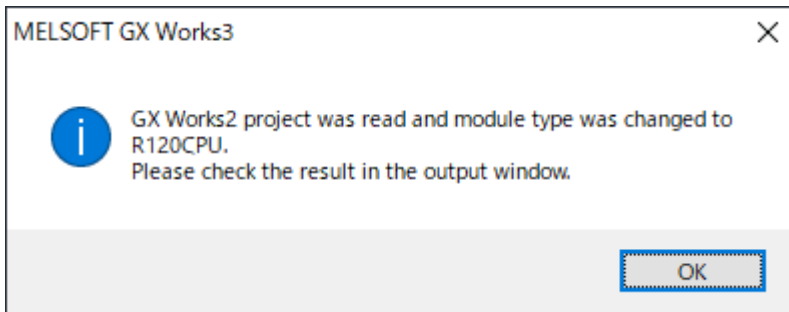 MELSOFT GX Works3
GX Works2 project was read and module type was changed to
R120CPU.
Please check the result in the output window.
OK